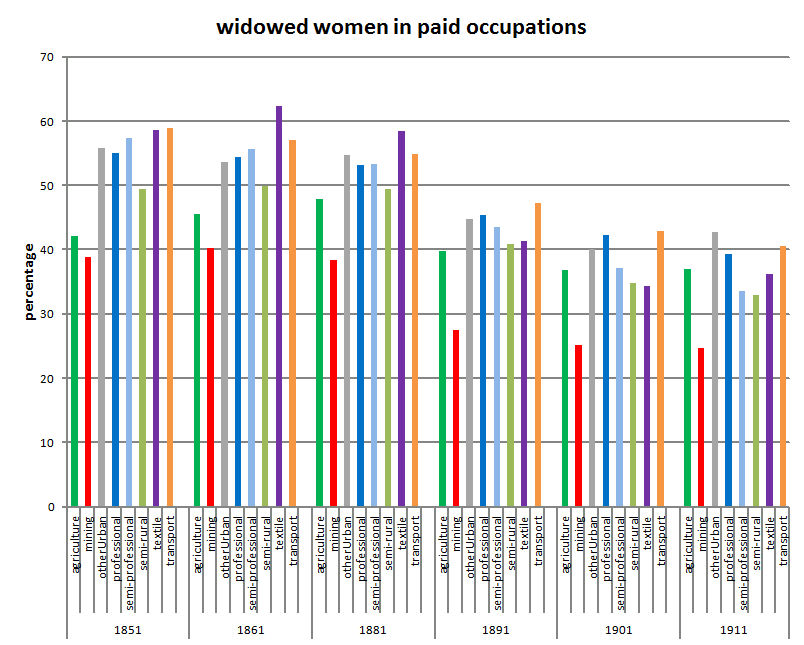 widowed women in paid occupations
percentage
70
60
50
40
30
20
10
0
agriculture
mining
otherUrban
professional
semi-professional
semi-rural
textile
transport
agriculture
mining
otherUrban
professional
semi-professional
semi-rural
textile
transport
agriculture
mining
otherUrban
professional
semi-professional
semi-rural
textile
transport
agriculture
mining
otherUrban
professional
semi-professional
semi-rural
textile
transport
agriculture
mining
otherUrban
professional
semi-professional
semi-rural
textile
transport
agriculture
mining
otherUrban
professional
semi-professional
semi-rural
textile
transport
1851 1861 1881 1891 1901 1911